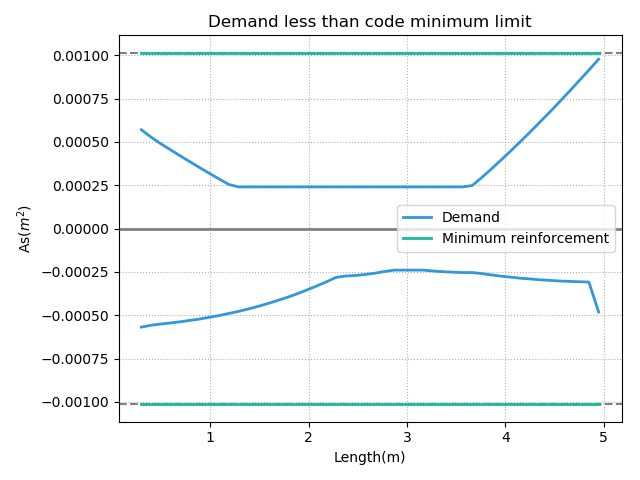 Demand less than code minimum limit
0.00100
0.00075
0.00050
0.00025
0.00000
−0.00025
−0.00050
−0.00075
−0.00100
As(m²)
Demand
Minimum reinforcement
1 2 3 4 5
Length(m)